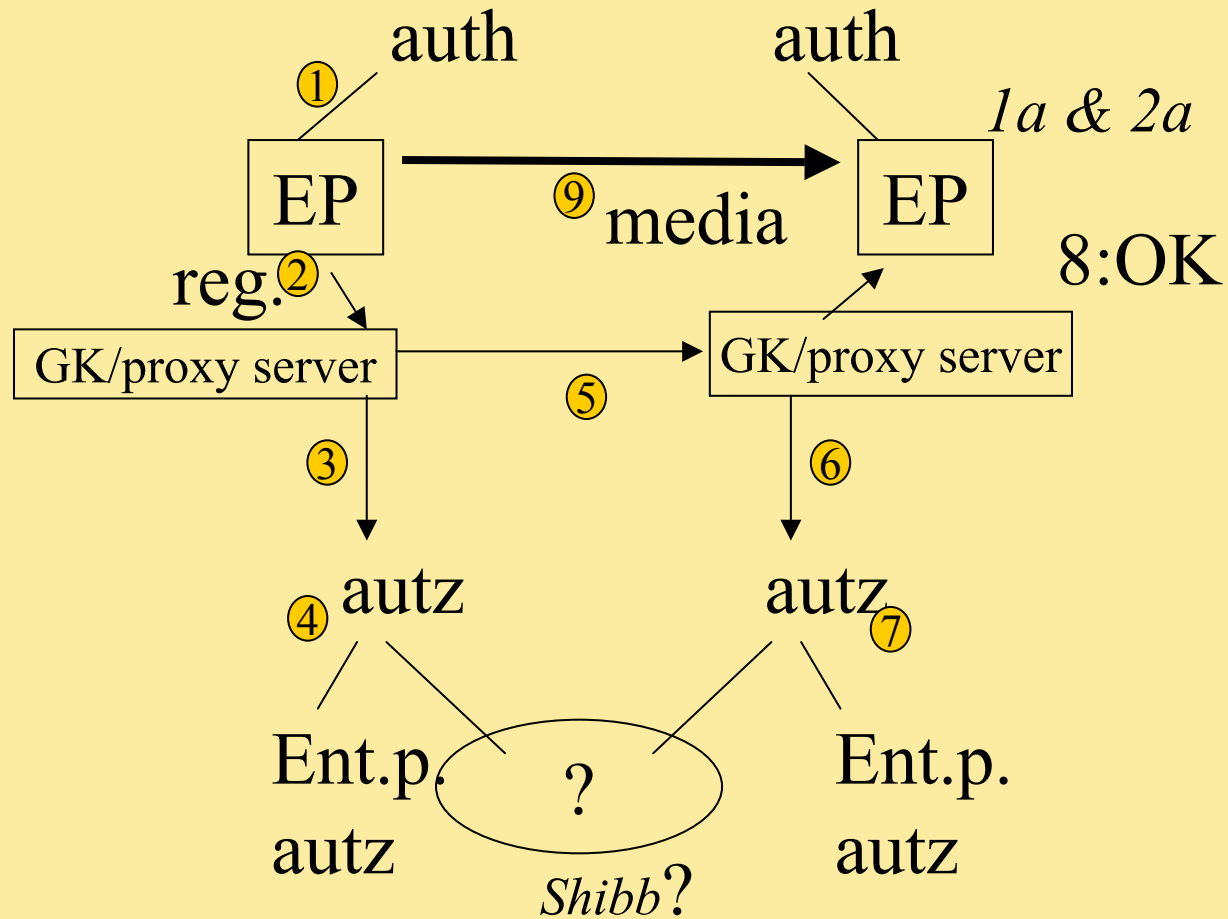 auth
auth
1
1a & 2a
EP
EP
9
media
8:OK
reg.
2
GK/proxy server
GK/proxy server
5
3
6
autz
autz
4
7
Ent.p.
autz
?
Ent.p.
autz
Shibb?